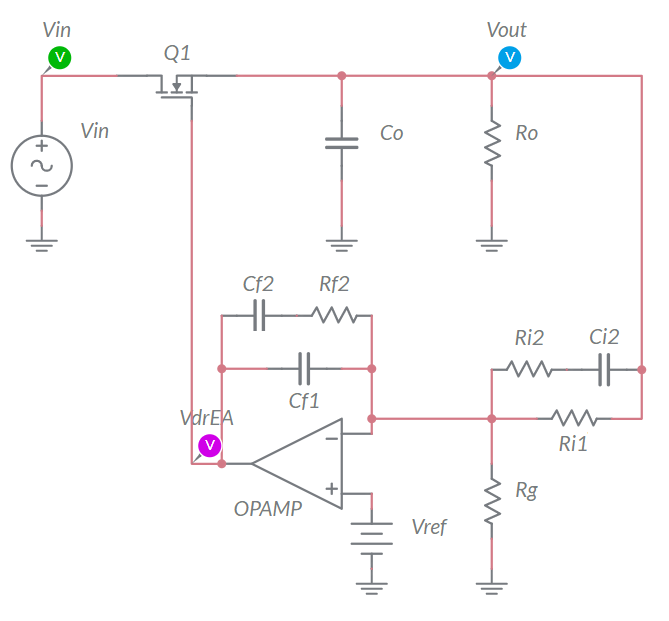 Vin
Q1
Vout
V
V
Vin
Co
Ro
Cf2
Rf2
Ri2
Ci2
Cf1
VdrEA
V
Ri1
OPAMP
Rg
Vref